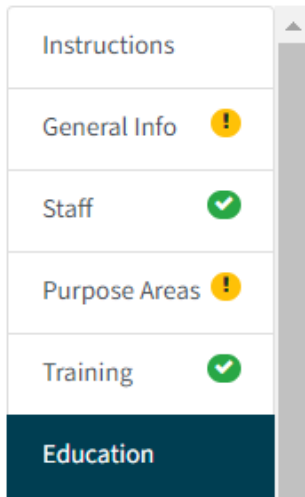 Instructions
General Info !
Staff
Purpose Areas !
Training
Education